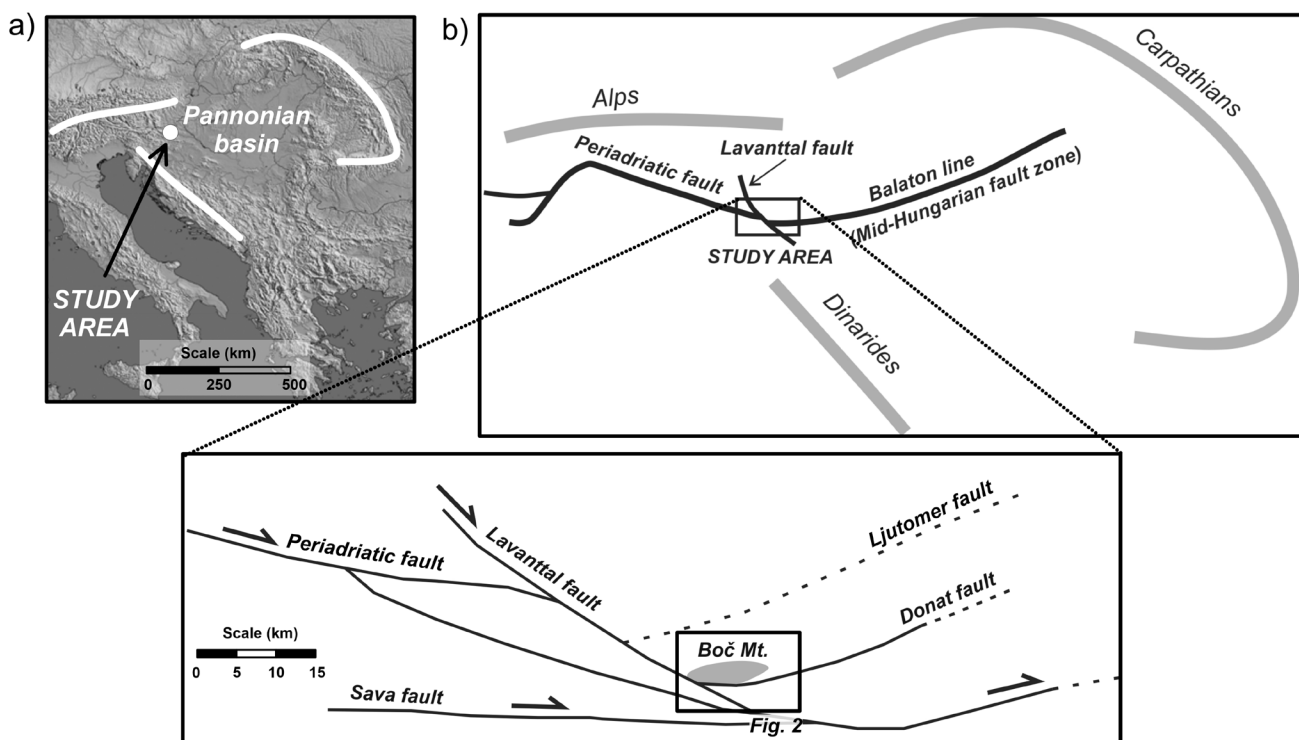 a)
Pannonian
basin
STUDY
AREA
Scale (km)
0 250 500
b)
Alps
Carpathians
Lavanttal fault
Periadriatic fault
Balaton line
(Mid-Hungarian fault zone)
STUDY AREA
Dinarides
Periadriatic fault
Lavanttal fault
Ljutomer fault
Donat fault
Boč Mt.
Scale (km)
0 5 10 15
Sava fault
Fig. 2